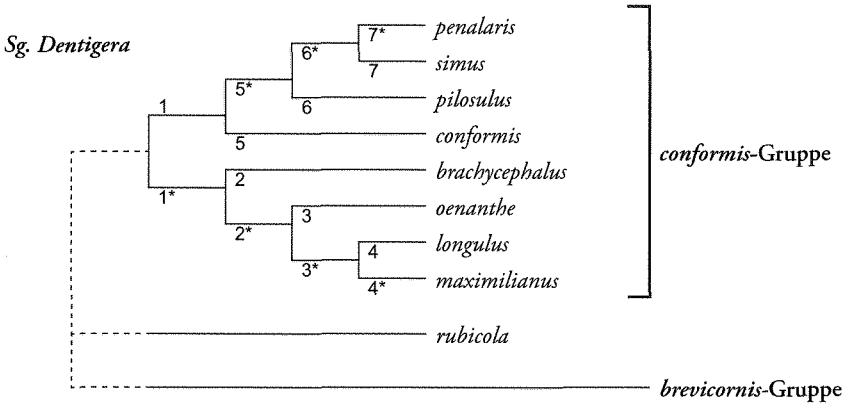 Sg. Dentigera
7* penalaris
6*
7 simus
5*
6 pilosulus
1
5 conformis
conformis-Gruppe
2 brachycephalus
1*
3 oenanthe
2*
4 longulus
3*
4* maximilianus
rubicola
brevicornis-Gruppe